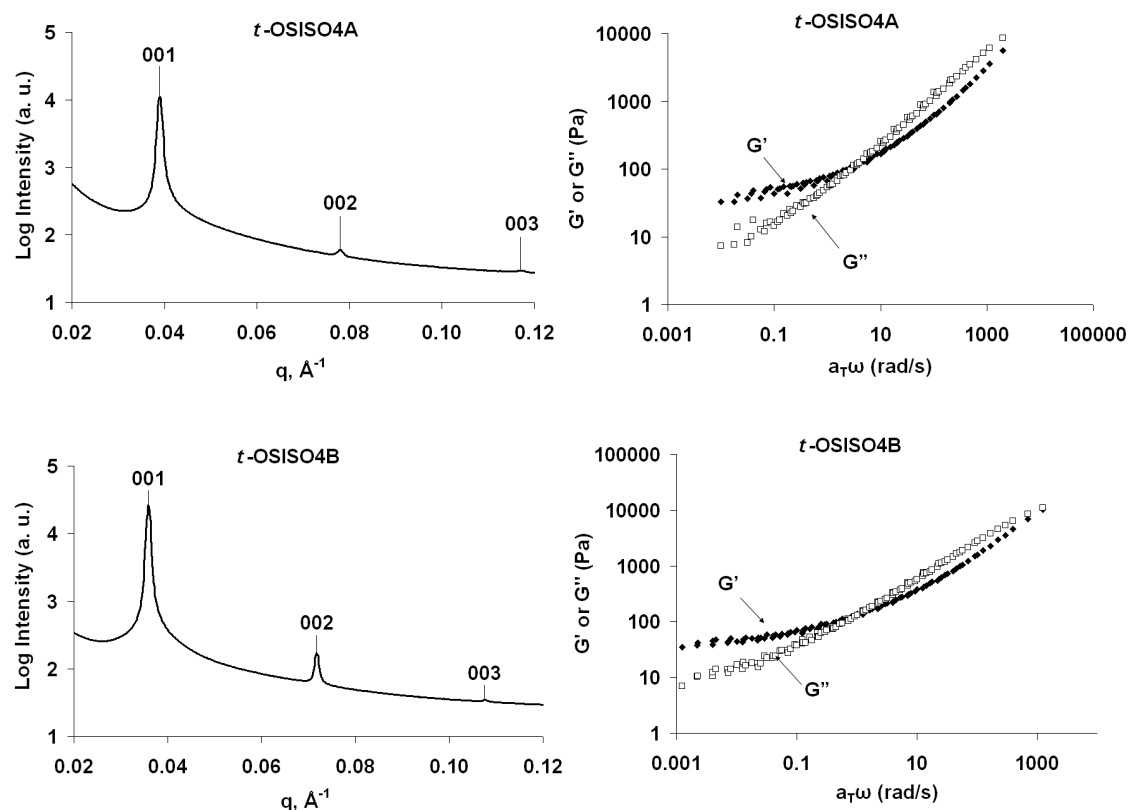 t-OSISO4A
5
4
3
2
1
Log Intensity (a. u.)
001
002
003
0.02 0.04 0.06 0.08 0.10 0.12
q, Å-1
t-OSISO4A
10000
1000
100
10
1
G' or G" (Pa)
G'
G"
0.001 0.1 10 1000 100000
aTω (rad/s)
t-OSISO4B
5
4
3
2
1
Log Intensity (a. u.)
001
002
003
0.02 0.04 0.06 0.08 0.10 0.12
q, Å-1
t-OSISO4B
100000
10000
1000
100
10
1
G' or G" (Pa)
G'
G"
0.001 0.1 10 1000
aTω (rad/s)